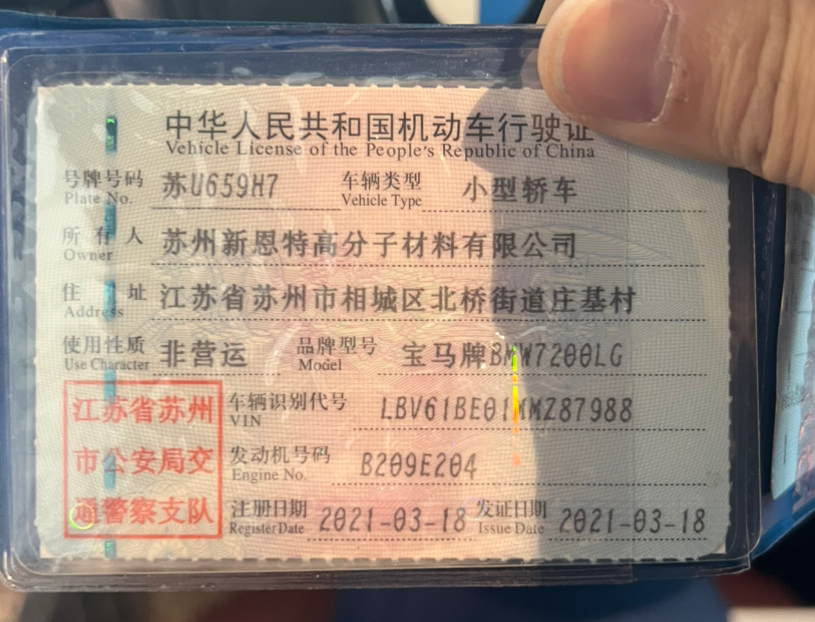 中华人民共和国机动车行驶证
Vehicle License of the People's Republic of China
号牌号码 苏U659H7 车辆类型 小型轿车
Plate No. Vehicle Type
所有人 苏州新恩特高分子材料有限公司
Owner
住址 江苏省苏州市相城区北桥街道庄基村
Address
使用性质 非营运 品牌型号 宝马牌BMW7200LG
Use Character Model
江苏省苏州 车辆识别代号 LBV61BE01MMZ87988
VIN
市公安局交 发动机号码 B209E204
Engine No.
通警察支队 注册日期 2021-03-18 发证日期 2021-03-18
Register Date Issue Date